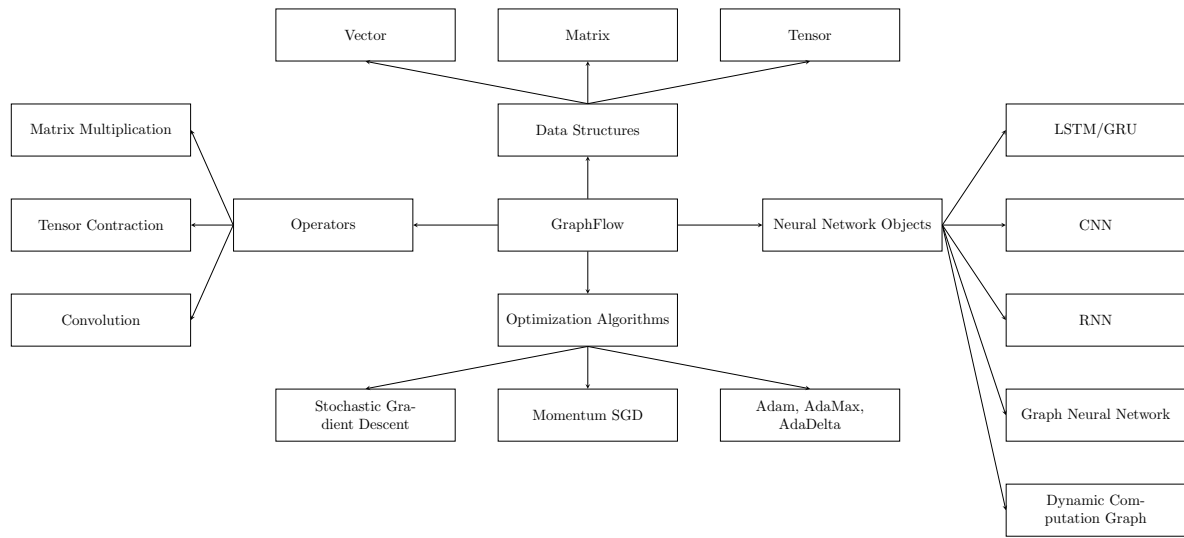 Vector
Matrix
Tensor
Matrix Multiplication
Data Structures
LSTM/GRU
Tensor Contraction
Operators
GraphFlow
Neural Network Objects
CNN
Convolution
Optimization Algorithms
RNN
Stochastic Gra-
dient Descent
Momentum SGD
Adam, AdaMax,
AdaDelta
Graph Neural Network
Dynamic Com-
putation Graph